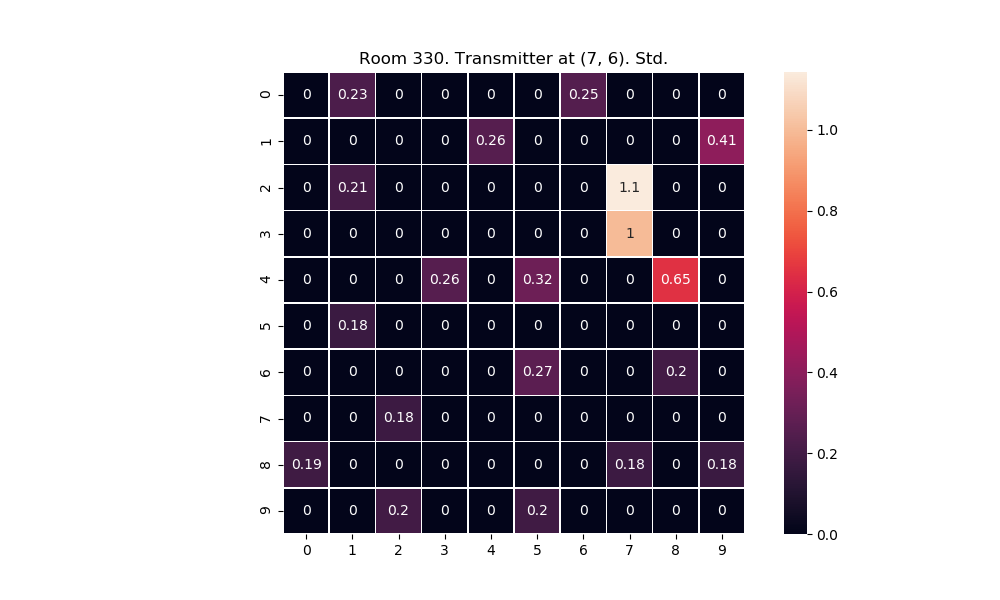 Room 330. Transmitter at (7, 6). Std.
0 0 0.23 0 0 0 0 0.25 0 0 0
1 0 0 0 0 0.26 0 0 0 0 0.41
2 0 0.21 0 0 0 0 0 1.1 0 0
3 0 0 0 0 0 0 0 1 0 0
4 0 0 0 0.26 0 0.32 0 0 0.65 0
5 0 0.18 0 0 0 0 0 0 0 0
6 0 0 0 0 0 0.27 0 0 0.2 0
7 0 0 0.18 0 0 0 0 0 0 0
8 0.19 0 0 0 0 0 0 0.18 0 0.18
9 0 0 0.2 0 0 0.2 0 0 0 0
0 1 2 3 4 5 6 7 8 9
1.0
0.8
0.6
0.4
0.2
0.0